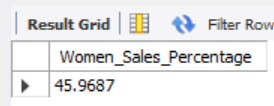 Result Grid Filter Row
Women_Sales_Percentage
45.9687